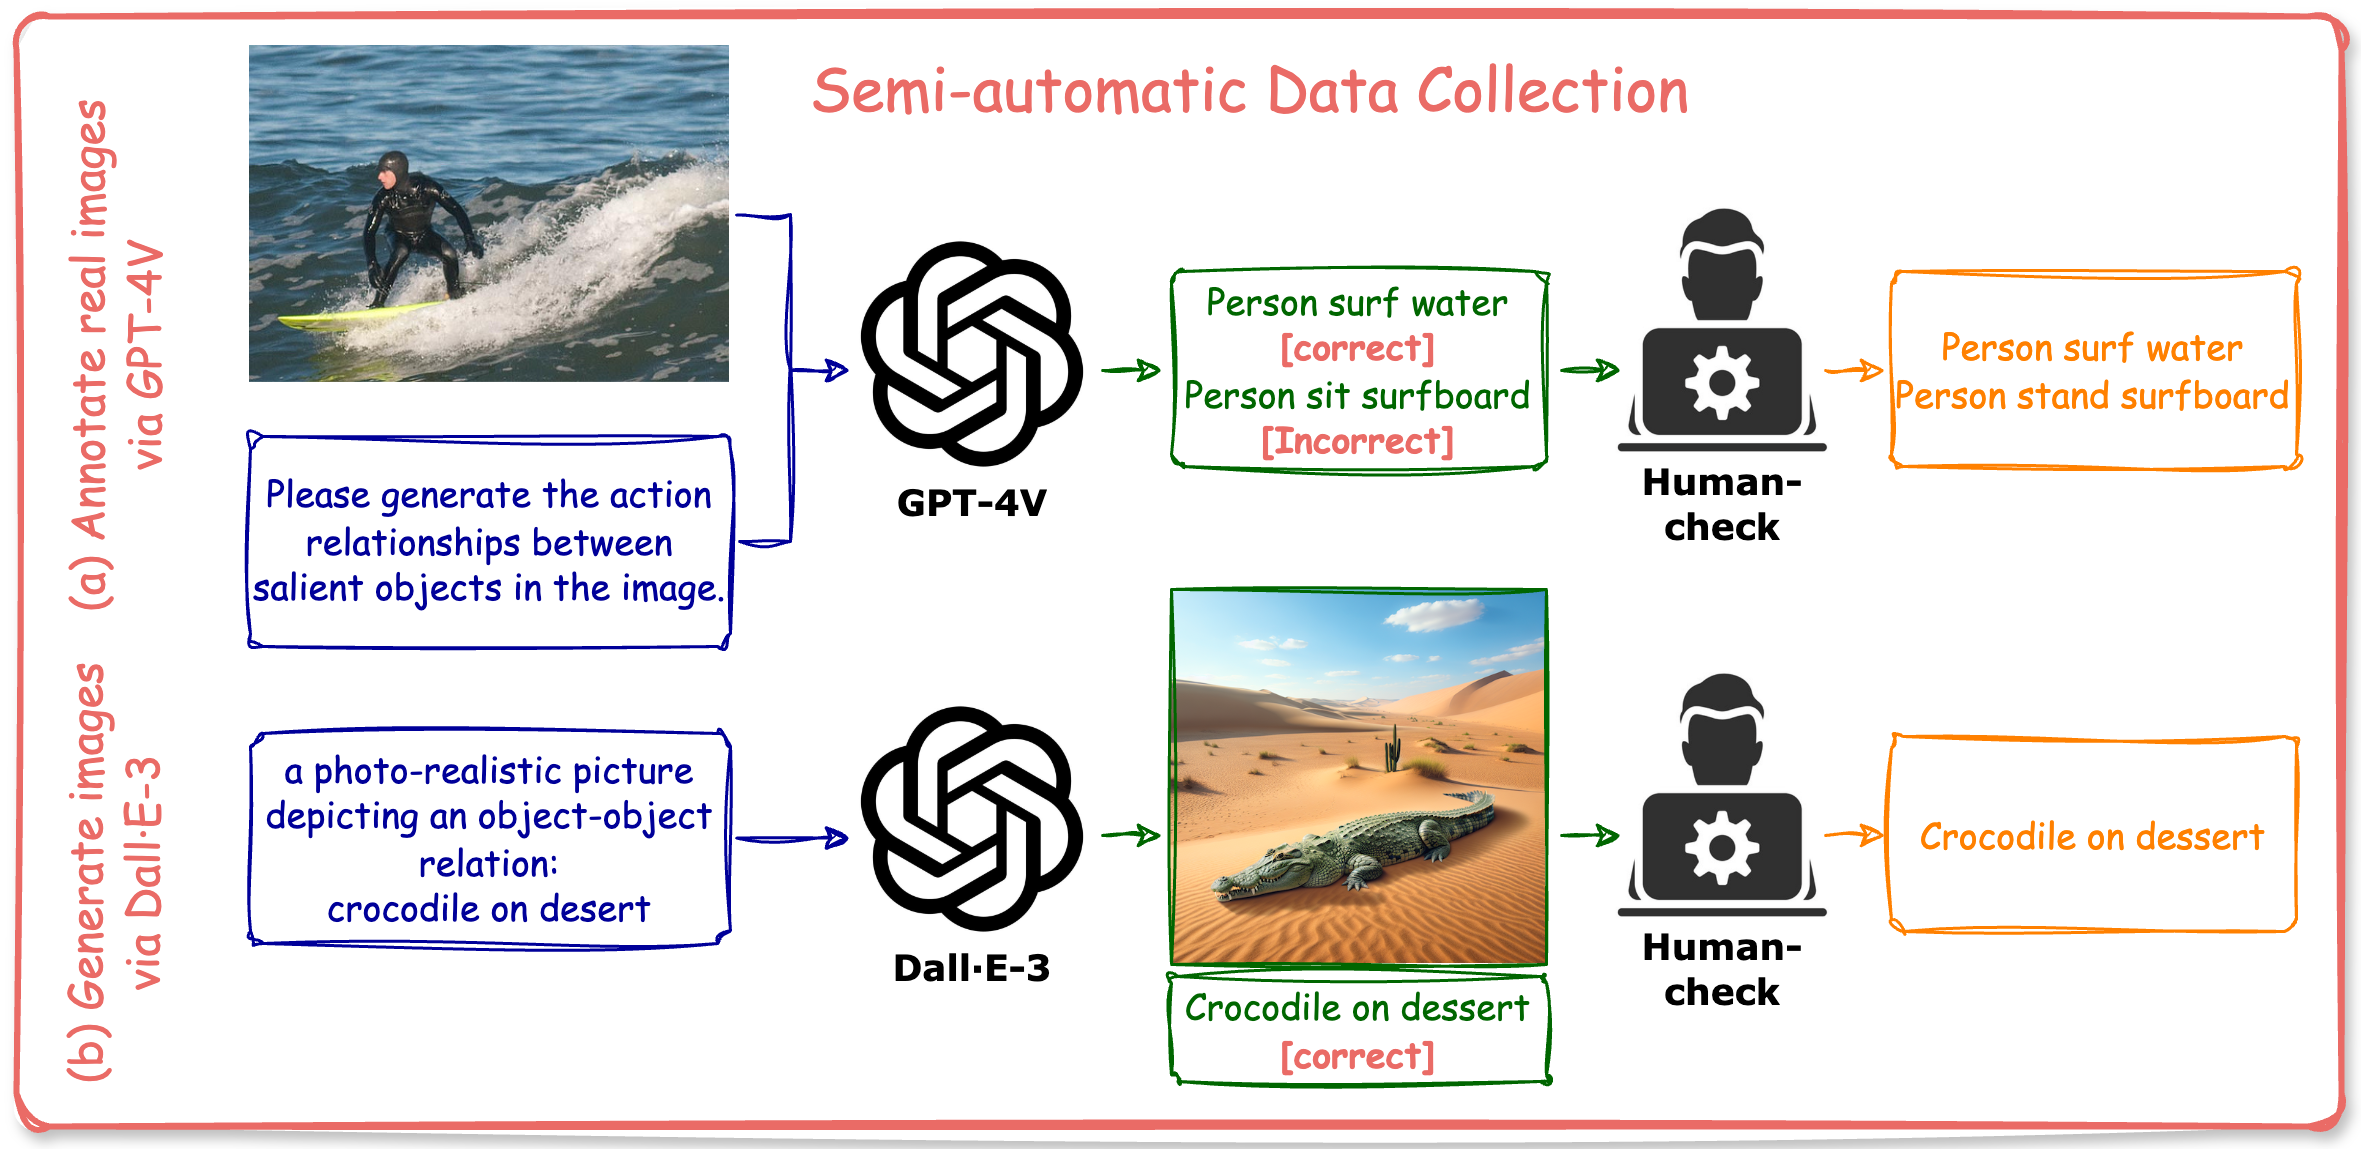 Semi-automatic Data Collection
(a) Annotate real images
via GPT-4V
Please generate the action
relationships between
salient objects in the image.
GPT-4V
Person surf water
[correct]
Person sit surfboard
[Incorrect]
Human-
check
Person surf water
Person stand surfboard
(b) Generate images
via Dall·E-3
a photo-realistic picture
depicting an object-object
relation:
crocodile on desert
Dall·E-3
Crocodile on dessert
[correct]
Human-
check
Crocodile on dessert